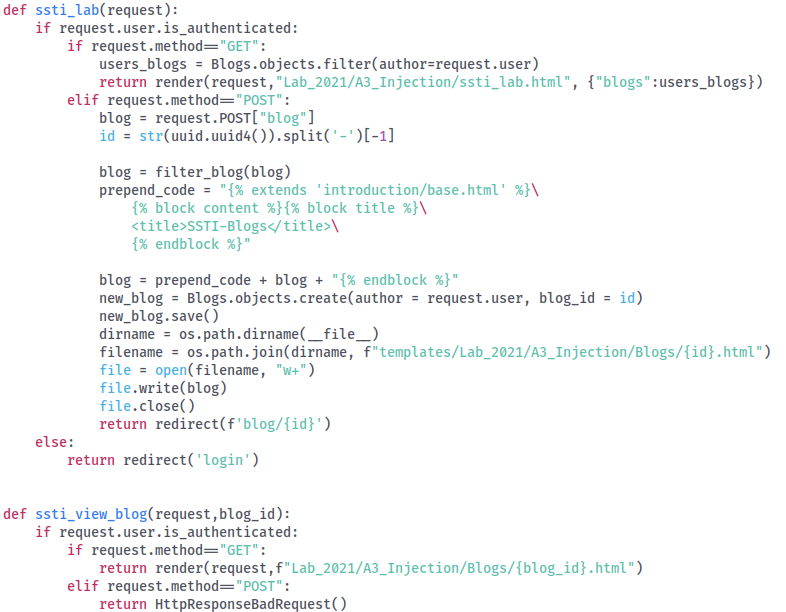 def ssti_lab(request):
    if request.user.is_authenticated:
        if request.method=="GET":
            users_blogs = Blogs.objects.filter(author=request.user)
            return render(request,"Lab_2021/A3_Injection/ssti_lab.html", {"blogs":users_blogs})
        elif request.method=="POST":
            blog = request.POST["blog"]
            id = str(uuid.uuid4()).split('-')[-1]

            blog = filter_blog(blog)
            prepend_code = "{% extends 'introduction/base.html' %}\
                {% block content %}{% block title %}\
                <title>SSTI-Blogs</title>\
                {% endblock %}"

            blog = prepend_code + blog + "{% endblock %}"
            new_blog = Blogs.objects.create(author = request.user, blog_id = id)
            new_blog.save()
            dirname = os.path.dirname(__file__)
            filename = os.path.join(dirname, f"templates/Lab_2021/A3_Injection/Blogs/{id}.html")
            file = open(filename, "w+")
            file.write(blog)
            file.close()
            return redirect(f'blog/{id}')
    else:
        return redirect('login')


def ssti_view_blog(request,blog_id):
    if request.user.is_authenticated:
        if request.method=="GET":
            return render(request,f"Lab_2021/A3_Injection/Blogs/{blog_id}.html")
        elif request.method=="POST":
            return HttpResponseBadRequest()